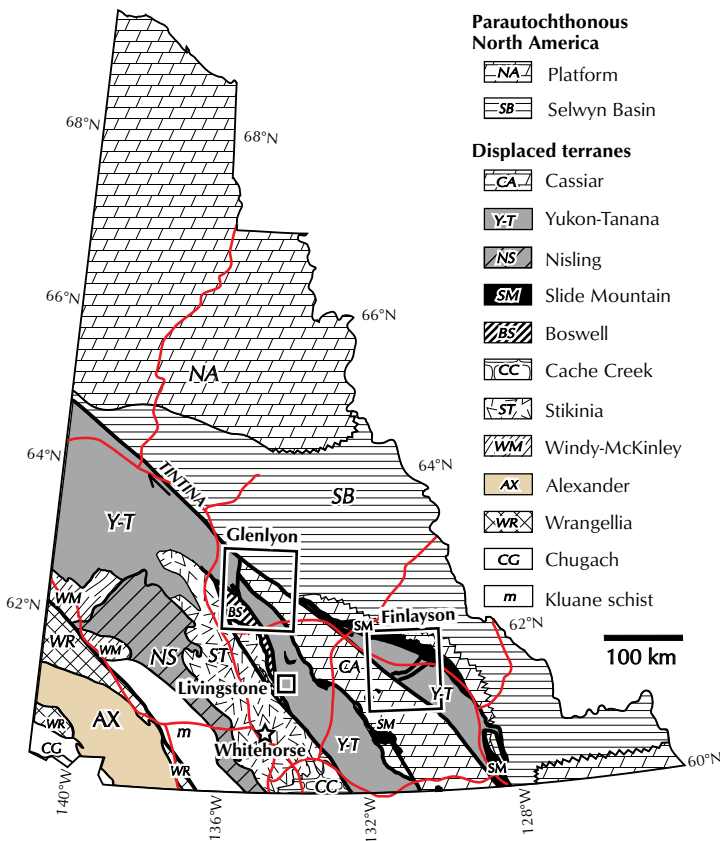 Parautochthonous
North America
NA Platform
SB Selwyn Basin
Displaced terranes
CA Cassiar
Y-T Yukon-Tanana
NS Nisling
SM Slide Mountain
BS Boswell
CC Cache Creek
ST Stikinia
WM Windy-McKinley
AX Alexander
WR Wrangellia
CG Chugach
m Kluane schist
100 km
68°N
68°N
66°N
66°N
NA
64°N
64°N
TINTINA
SB
Y-T
Glenlyon
62°N
62°N
WM
BS
SM
Finlayson
WR
WM
NS
ST
CA
Livingstone
Y-T
AX
WR
m
SM
CG
Whitehorse
Y-T
WR
CC
SM
60°N
140°W
136°W
132°W
128°W